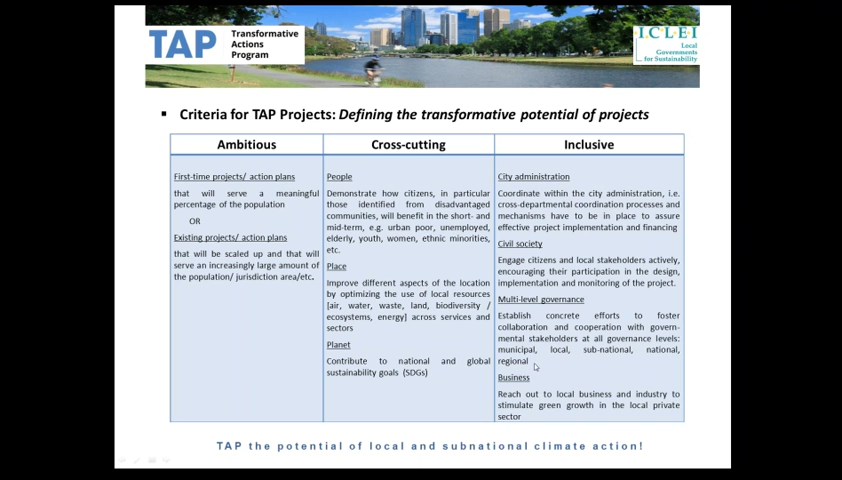 TAP
Transformative
Actions
Program
I.C.L.E.I
Local
Governments
for Sustainability
▪ Criteria for TAP Projects: Defining the transformative potential of projects
Ambitious
First-time projects/ action plans
that will serve a meaningful
percentage of the population
OR
Existing projects/ action plans
that will be scaled up and that will
serve an increasingly large amount of
the population/ jurisdiction area/etc.
Cross-cutting
People
Demonstrate how citizens, in particular
those identified from disadvantaged
communities, will benefit in the short- and
mid-term, e.g. urban poor, unemployed,
elderly, youth, women, ethnic minorities,
etc.
Place
Improve different aspects of the location
by optimizing the use of local resources
[air, water, waste, land, biodiversity /
ecosystems, energy] across services and
sectors
Planet
Contribute to national and global
sustainability goals (SDGs)
Inclusive
City administration
Coordinate within the city administration, i.e.
cross-departmental coordination processes and
mechanisms have to be in place to assure
effective project implementation and financing
Civil society
Engage citizens and local stakeholders actively,
encouraging their participation in the design,
implementation and monitoring of the project.
Multi-level governance
Establish concrete efforts to foster
collaboration and cooperation with govern-
mental stakeholders at all governance levels:
municipal, local, sub-national, national,
regional
Business
Reach out to local business and industry to
stimulate green growth in the local private
sector
TAP the potential of local and subnational climate action!